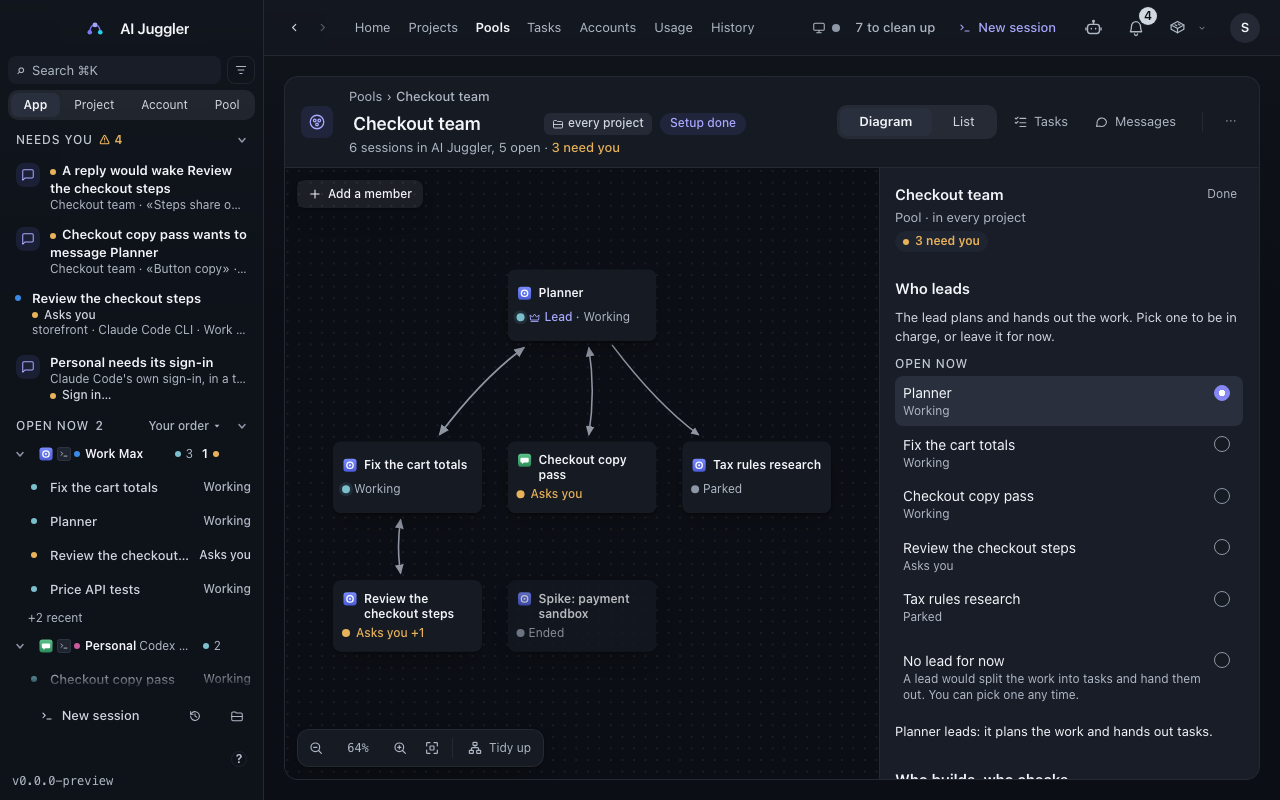 AI Juggler
Search ⌘K
App Project Account Pool
NEEDS YOU 4
A reply would wake Review
the checkout steps
Checkout team · «Steps share o…
Checkout copy pass wants to
message Planner
Checkout team · «Button copy» ·…
Review the checkout steps
Asks you
storefront · Claude Code CLI · Work …
Personal needs its sign-in
Claude Code's own sign-in, in a t…
Sign in…
OPEN NOW 2 Your order
Work Max 3 1
Fix the cart totals Working
Planner Working
Review the checkout… Asks you
Price API tests Working
+2 recent
Personal Codex … 2
Checkout copy pass Working
New session
?
v0.0.0-preview
Home Projects Pools Tasks Accounts Usage History
7 to clean up
New session
4
S
Pools › Checkout team
Checkout team every project Setup done
6 sessions in AI Juggler, 5 open · 3 need you
Diagram List Tasks Messages
Add a member
Planner
Lead · Working
Fix the cart totals
Working
Checkout copy
pass
Asks you
Tax rules research
Parked
Review the
checkout steps
Asks you +1
Spike: payment
sandbox
Ended
64% Tidy up
Checkout team Done
Pool · in every project
3 need you
Who leads
The lead plans and hands out the work. Pick one to be in
charge, or leave it for now.
OPEN NOW
Planner
Working
Fix the cart totals
Working
Checkout copy pass
Working
Review the checkout steps
Asks you
Tax rules research
Parked
No lead for now
A lead would split the work into tasks and hand them
out. You can pick one any time.
Planner leads: it plans the work and hands out tasks.
Who builds, who checks